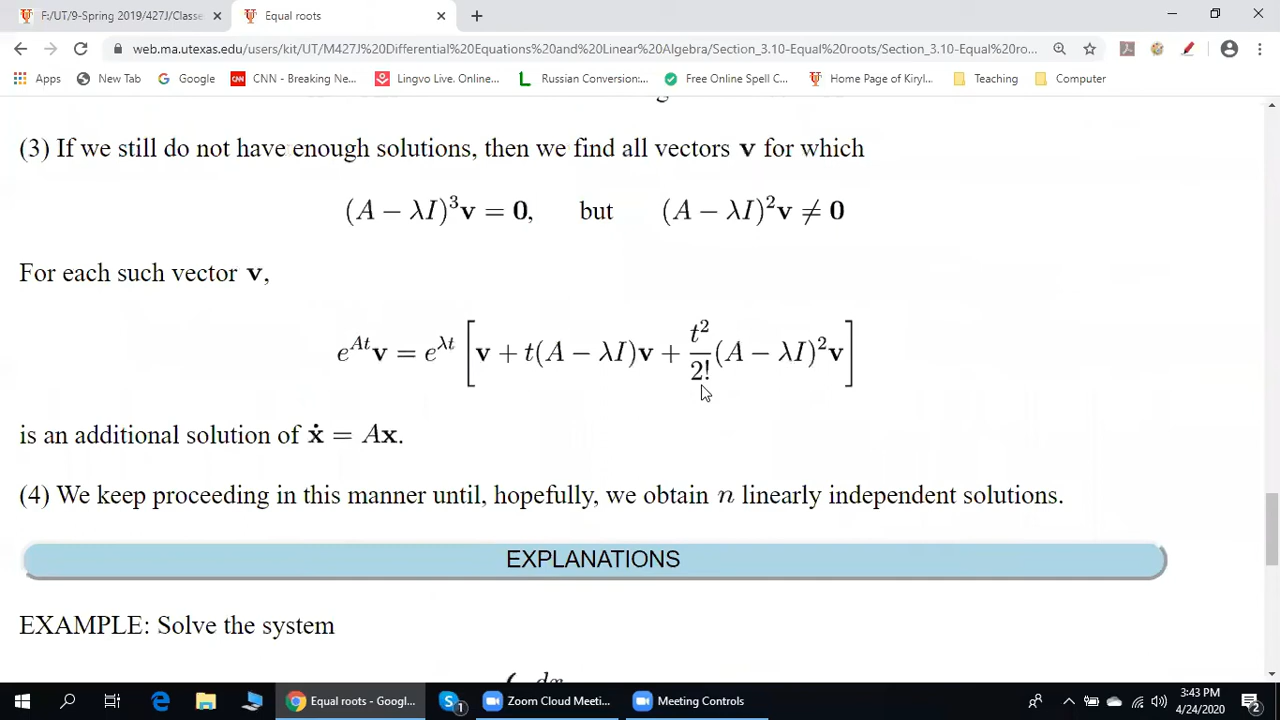 F:/UT/9-Spring 2019/427J/Classe
Equal roots
web.ma.utexas.edu/users/kit/UT/M427J%20Differential%20Equations%20and%20Linear%20Algebra/Section_3.10-Equal%20roots/Section_3.10-Equal%20ro...
Apps
New Tab
Google
CNN - Breaking Ne...
Lingvo Live. Online...
Russian Conversion:...
Free Online Spell C...
Home Page of Kiryl...
Teaching
Computer
(3) If we still do not have enough solutions, then we find all vectors v for which
(A − λI)³v = 0, but (A − λI)²v ≠ 0
For each such vector v,
e^{At}v = e^{λt} [v + t(A − λI)v + t²/2! (A − λI)²v]
is an additional solution of ẋ = Ax.
(4) We keep proceeding in this manner until, hopefully, we obtain n linearly independent solutions.
EXPLANATIONS
EXAMPLE: Solve the system
Equal roots - Googl...
Zoom Cloud Meeti...
Meeting Controls
3:43 PM
4/24/2020